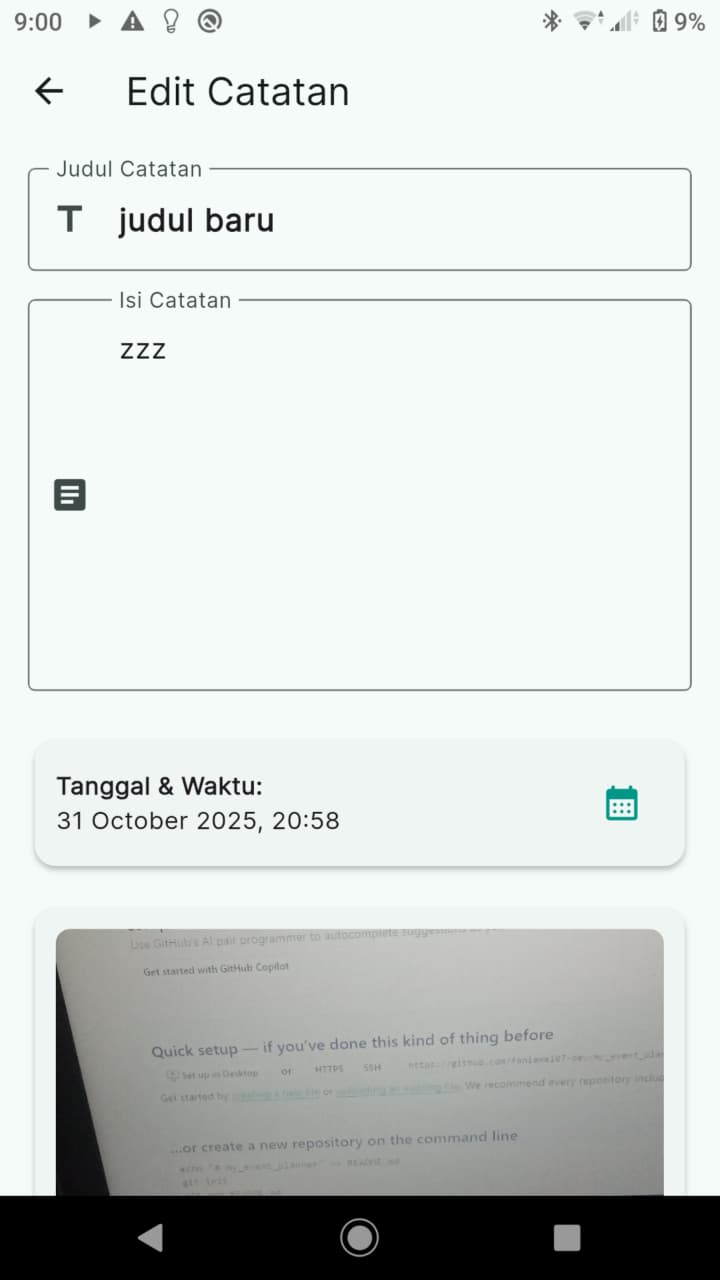 9:00
9%
Edit Catatan
Judul Catatan
T judul baru
Isi Catatan
zzz
Tanggal & Waktu:
31 October 2025, 20:58
Use GitHub's AI pair programmer to autocomplete suggestions as
Get started with GitHub Copilot
Quick setup — if you've done this kind of thing before
Set up in Desktop or HTTPS SSH
Get started by creating a new file or uploading an existing file. We recommend every repository
...or create a new repository on the command line
echo "# my_event_planner" >> README.md
git init